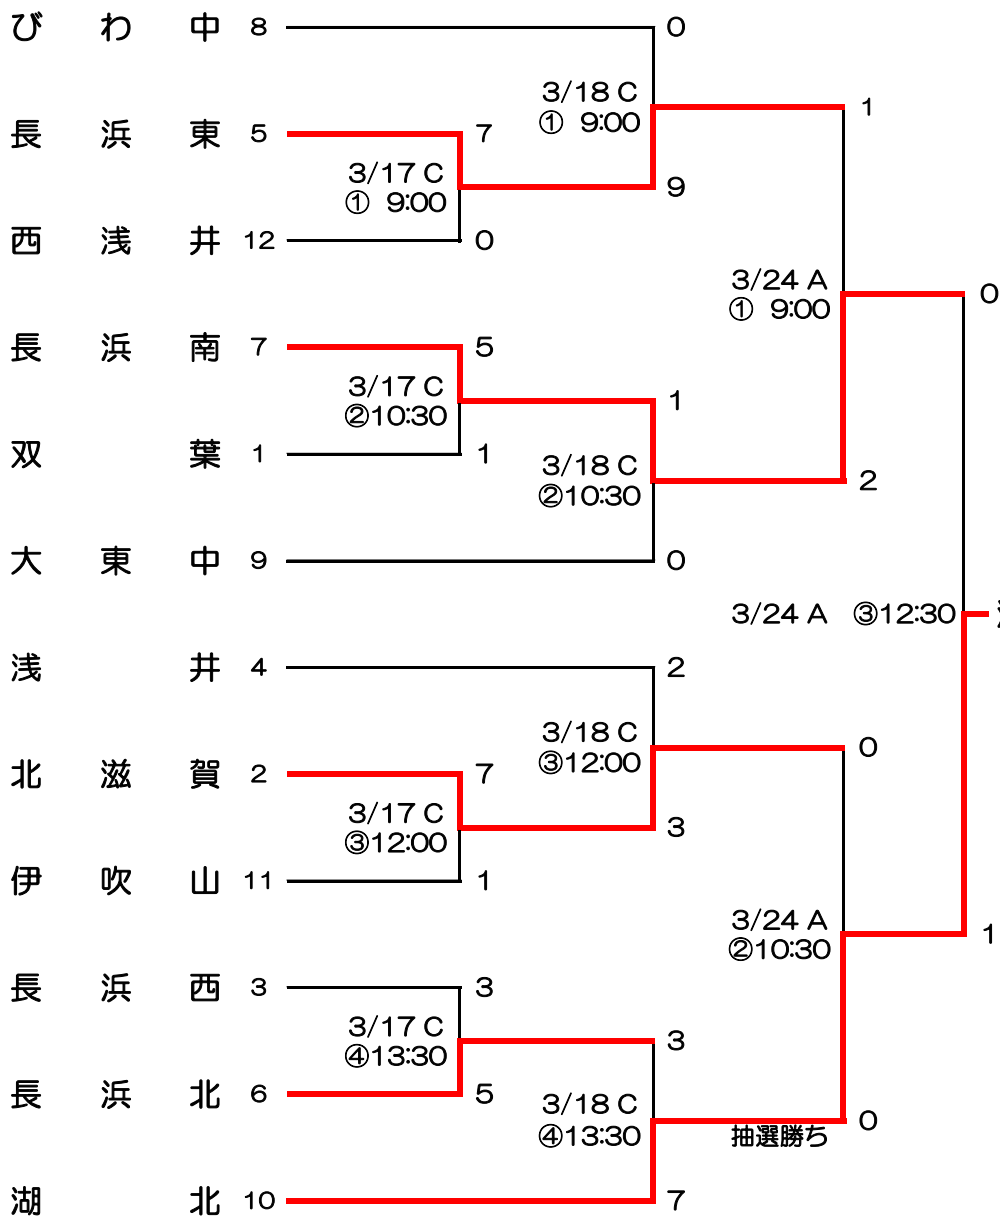 び わ 中 8 0
3/18 C
① 9:00
1
長 浜 東 5 7
3/17 C
① 9:00
9
西 浅 井 12 0
3/24 A
① 9:00
0
長 浜 南 7 5
3/17 C
②10:30
1
双 葉 1 1
3/18 C
②10:30
2
大 東 中 9 0
3/24 A ③12:30
浅 井 4 2
3/18 C
③12:00
0
北 滋 賀 2 7
3/17 C
③12:00
3
伊 吹 山 11 1
3/24 A
②10:30
1
長 浜 西 3 3
3/17 C
④13:30
3
長 浜 北 6 5
3/18 C
④13:30
0
抽選勝ち
湖 北 10 7